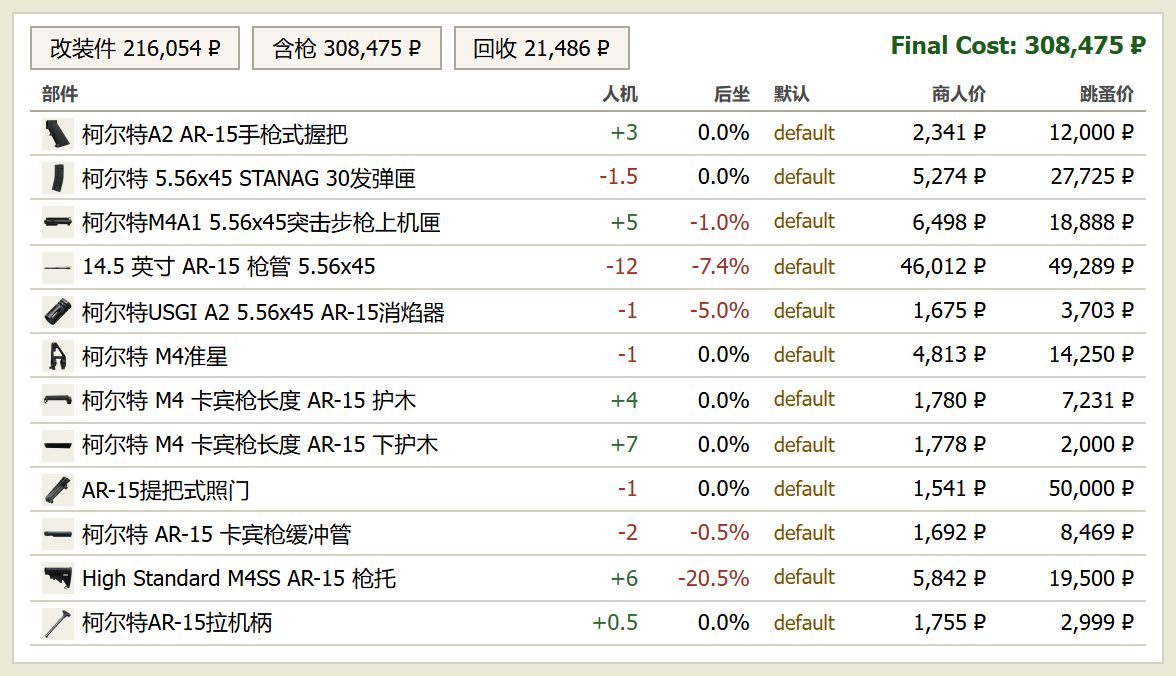 改装件 216,054 ₽ 含枪 308,475 ₽ 回收 21,486 ₽ Final Cost: 308,475 ₽
部件 人机 后坐 默认 商人价 跳蚤价
柯尔特A2 AR-15手枪式握把 +3 0.0% default 2,341 ₽ 12,000 ₽
柯尔特 5.56x45 STANAG 30发弹匣 -1.5 0.0% default 5,274 ₽ 27,725 ₽
柯尔特M4A1 5.56x45突击步枪上机匣 +5 -1.0% default 6,498 ₽ 18,888 ₽
14.5 英寸 AR-15 枪管 5.56x45 -12 -7.4% default 46,012 ₽ 49,289 ₽
柯尔特USGI A2 5.56x45 AR-15消焰器 -1 -5.0% default 1,675 ₽ 3,703 ₽
柯尔特 M4准星 -1 0.0% default 4,813 ₽ 14,250 ₽
柯尔特 M4 卡宾枪长度 AR-15 护木 +4 0.0% default 1,780 ₽ 7,231 ₽
柯尔特 M4 卡宾枪长度 AR-15 下护木 +7 0.0% default 1,778 ₽ 2,000 ₽
AR-15提把式照门 -1 0.0% default 1,541 ₽ 50,000 ₽
柯尔特 AR-15 卡宾枪缓冲管 -2 -0.5% default 1,692 ₽ 8,469 ₽
High Standard M4SS AR-15 枪托 +6 -20.5% default 5,842 ₽ 19,500 ₽
柯尔特AR-15拉机柄 +0.5 0.0% default 1,755 ₽ 2,999 ₽